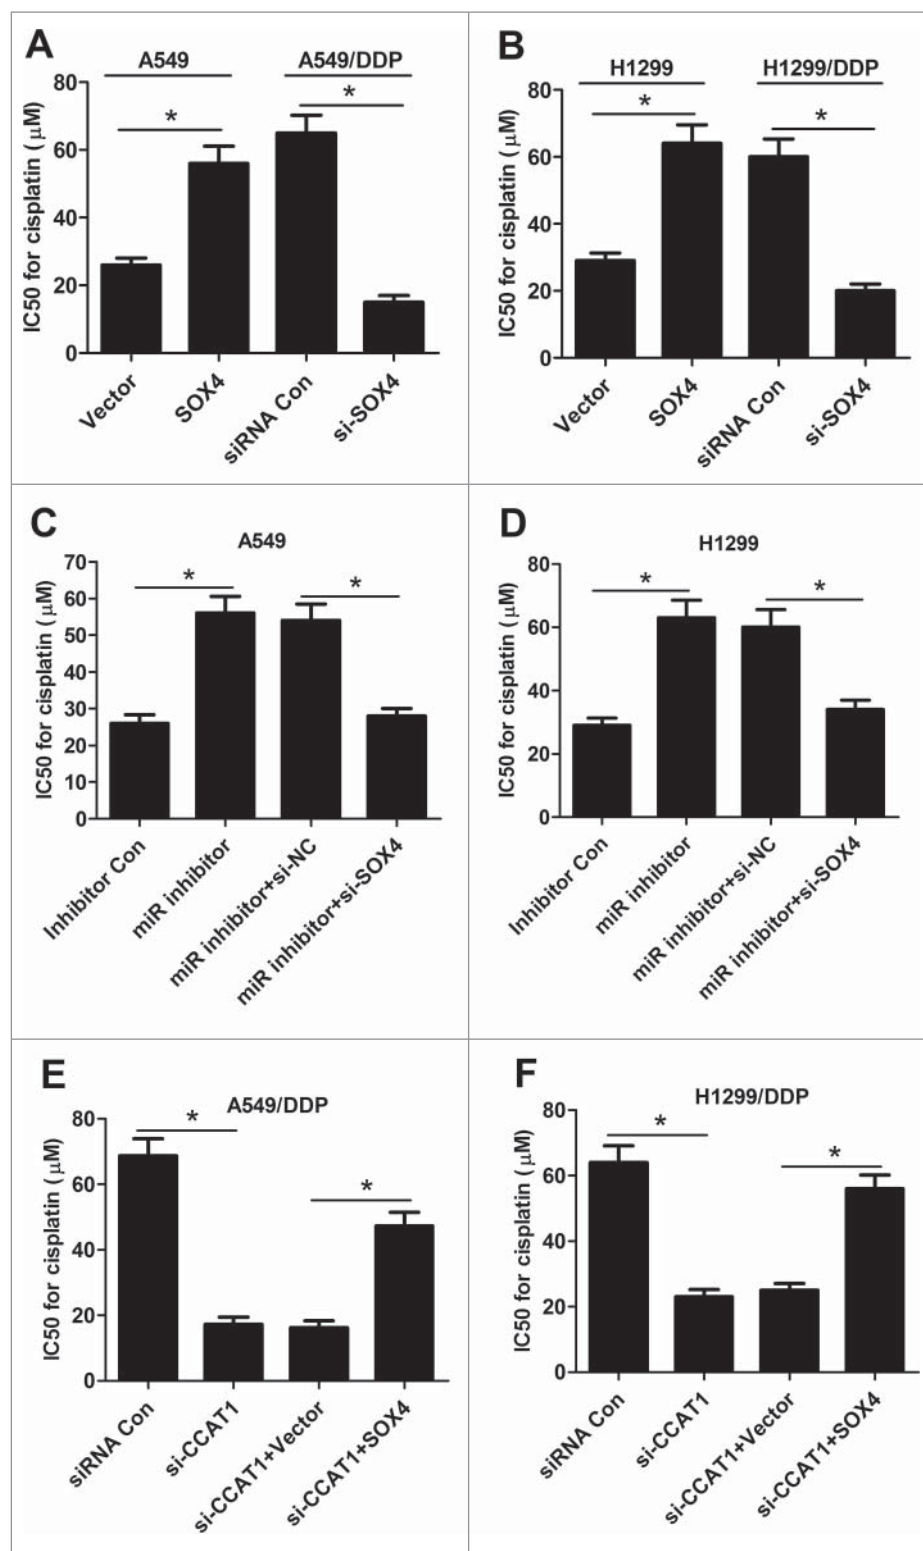 A
A549
A549/DDP
*
*
IC50 for cisplatin (μM)
80
60
40
20
0
Vector
SOX4
siRNA Con
si-SOX4
B
H1299
H1299/DDP
*
*
IC50 for cisplatin (μM)
80
60
40
20
0
Vector
SOX4
siRNA Con
si-SOX4
C
A549
*
*
IC50 for cisplatin (μM)
70
60
50
40
30
20
10
0
Inhibitor Con
miR inhibitor
miR inhibitor+si-NC
miR inhibitor+si-SOX4
D
H1299
*
*
IC50 for cisplatin (μM)
80
60
40
20
0
Inhibitor Con
miR inhibitor
miR inhibitor+si-NC
miR inhibitor+si-SOX4
E
A549/DDP
*
*
IC50 for cisplatin (μM)
80
60
40
20
0
siRNA Con
si-CCAT1
si-CCAT1+Vector
si-CCAT1+SOX4
F
H1299/DDP
*
*
IC50 for cisplatin (μM)
80
60
40
20
0
siRNA Con
si-CCAT1
si-CCAT1+Vector
si-CCAT1+SOX4